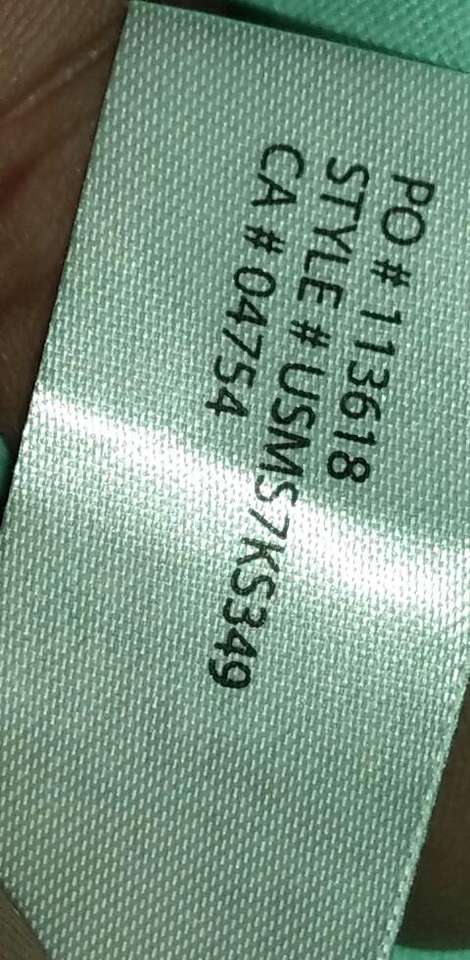 PO # 113618
STYLE # USMS7KS349
CA # 04754